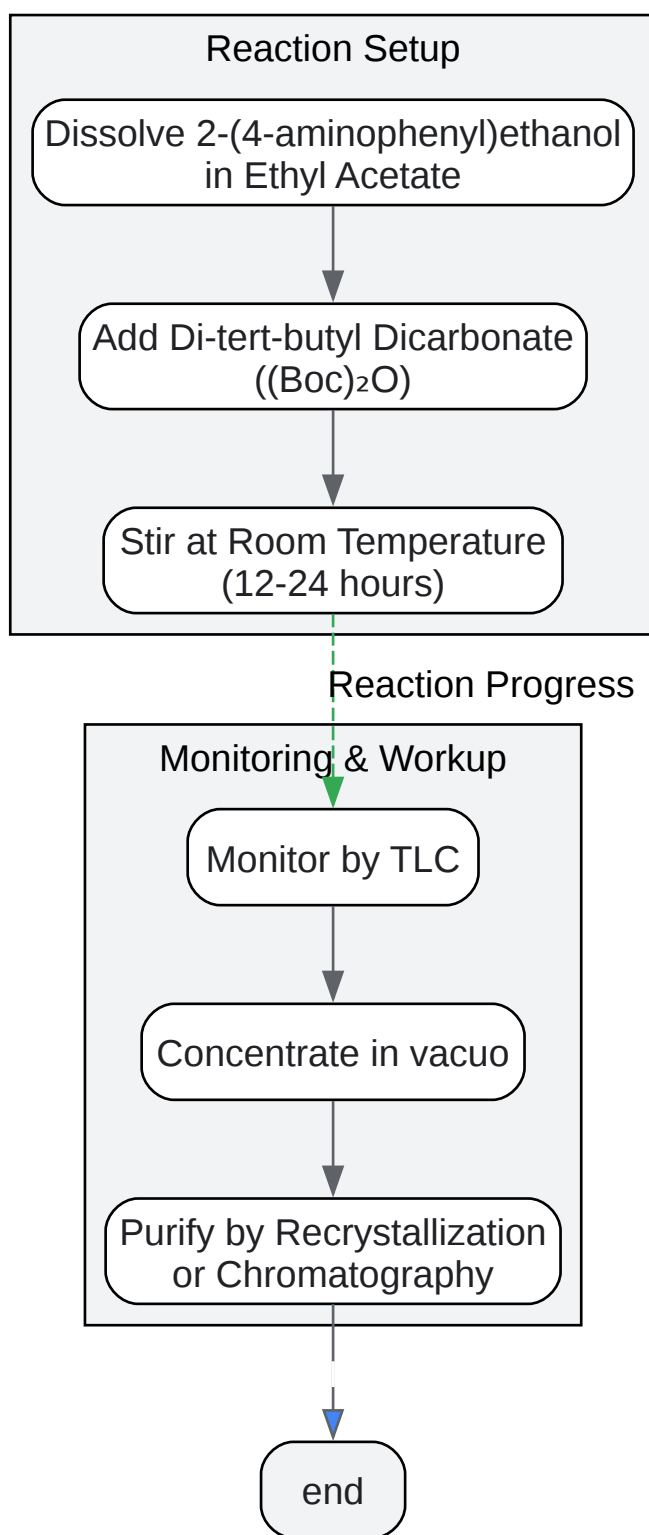 Reaction Setup
Dissolve 2-(4-aminophenyl)ethanol
in Ethyl Acetate
Add Di-tert-butyl Dicarbonate
((Boc)₂O)
Stir at Room Temperature
(12-24 hours)
Reaction Progress
Monitoring & Workup
Monitor by TLC
Concentrate in vacuo
Purify by Recrystallization
or Chromatography
end